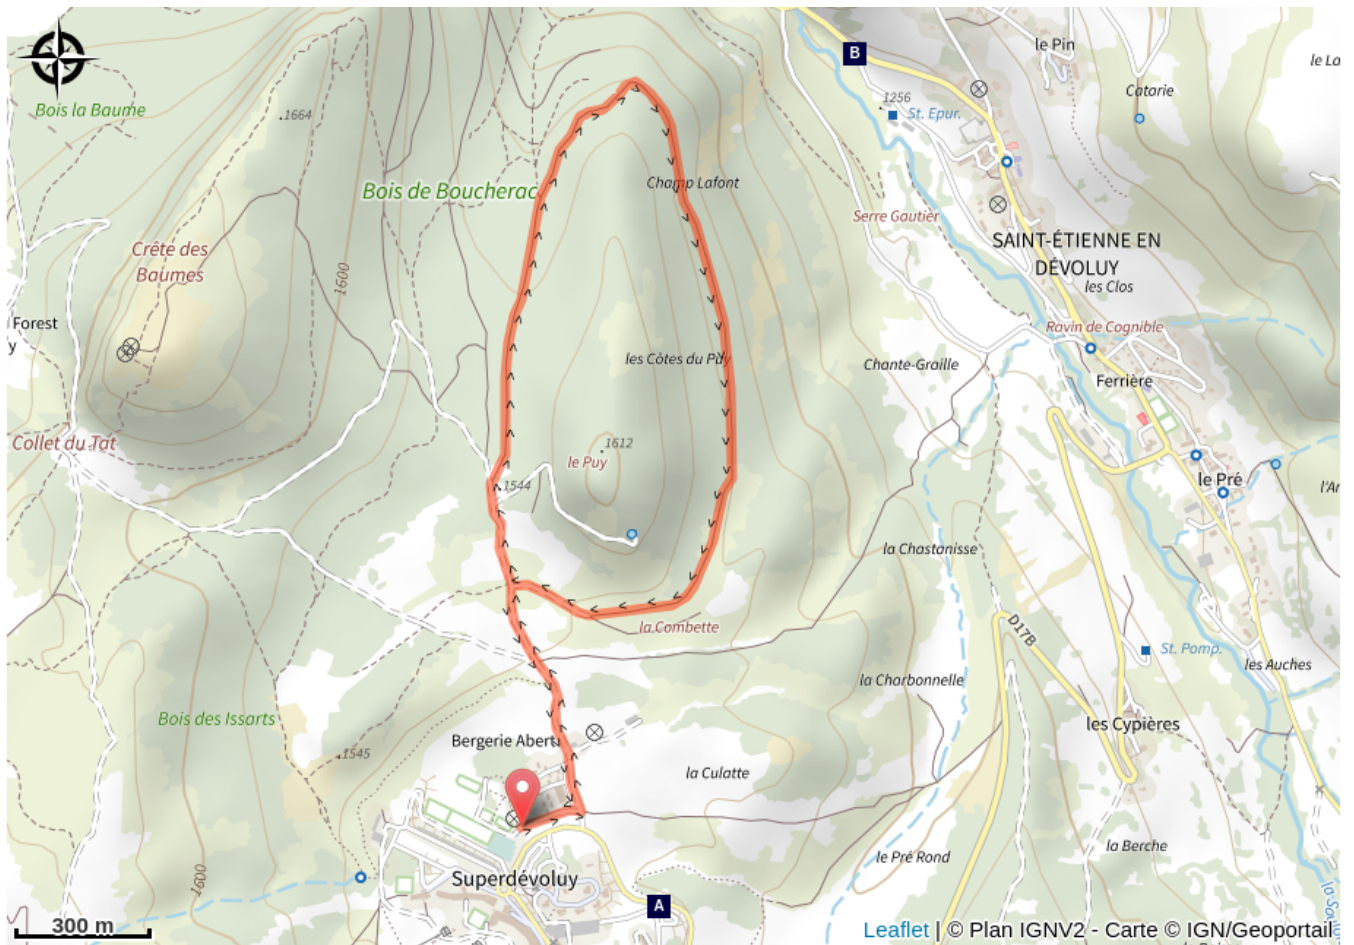 B
le Pin
le La
Catarie
1256
St. Epur.
Bois la Baume
1664
Bois de Boucherac
Champ Lafont
Serre Gautier
SAINT-ÉTIENNE EN
DÉVOLUY
les Clos
Crête des
Baumes
1600
Forest
y
Ravin de Cognible
les Côtes du Puy
Chante-Graille
Ferrière
Collet du Tat
1612
le Puy
1544
le Pré
l'Ar
la Chastanisse
la Combette
D17B
St. Pomp.
les Auches
la Chorbonnelle
Bois des Issarts
les Cypières
Bergerie Abert
1545
la Culatte
la Berche
le Pré Rond
1600
Superdévoluy
A
300 m
Leaflet | © Plan IGNV2 - Carte © IGN/Geoportail